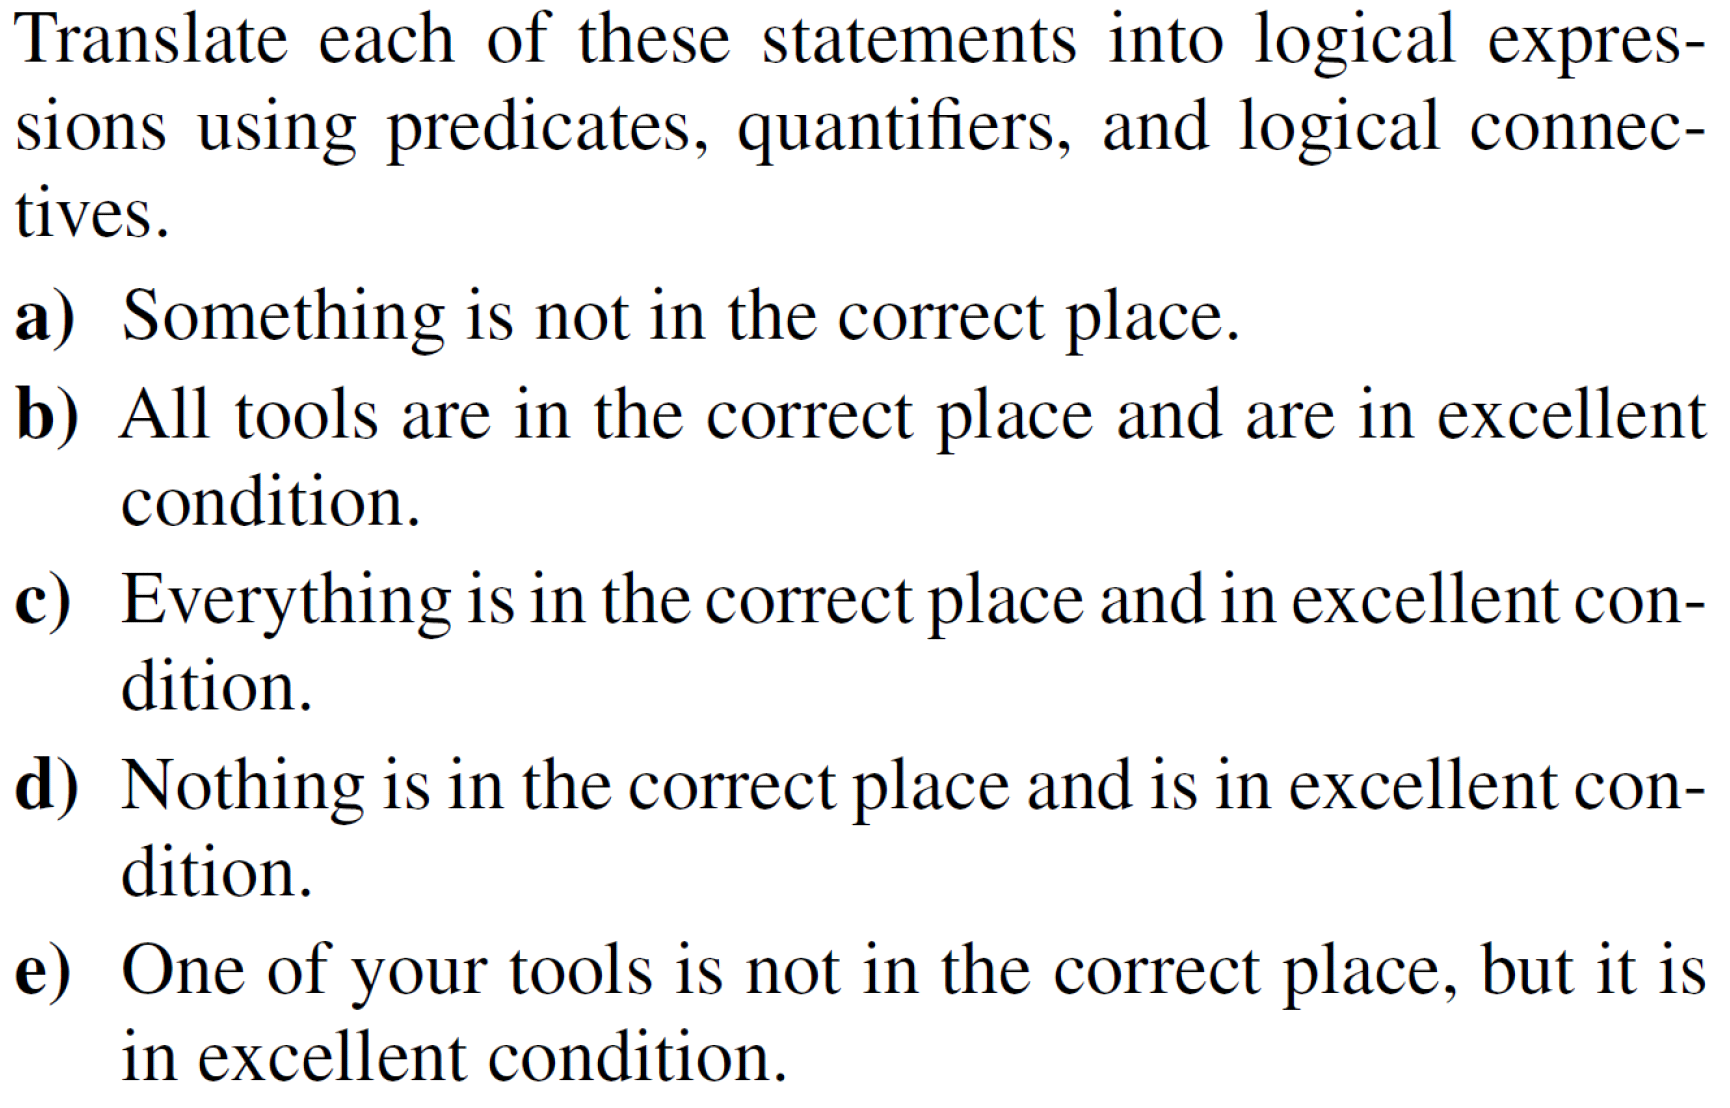 Translate each of these statements into logical expres-
sions using predicates, quantifiers, and logical connec-
tives.
a) Something is not in the correct place.
b) All tools are in the correct place and are in excellent
condition.
c) Everything is in the correct place and in excellent con-
dition.
d) Nothing is in the correct place and is in excellent con-
dition.
e) One of your tools is not in the correct place, but it is
in excellent condition.